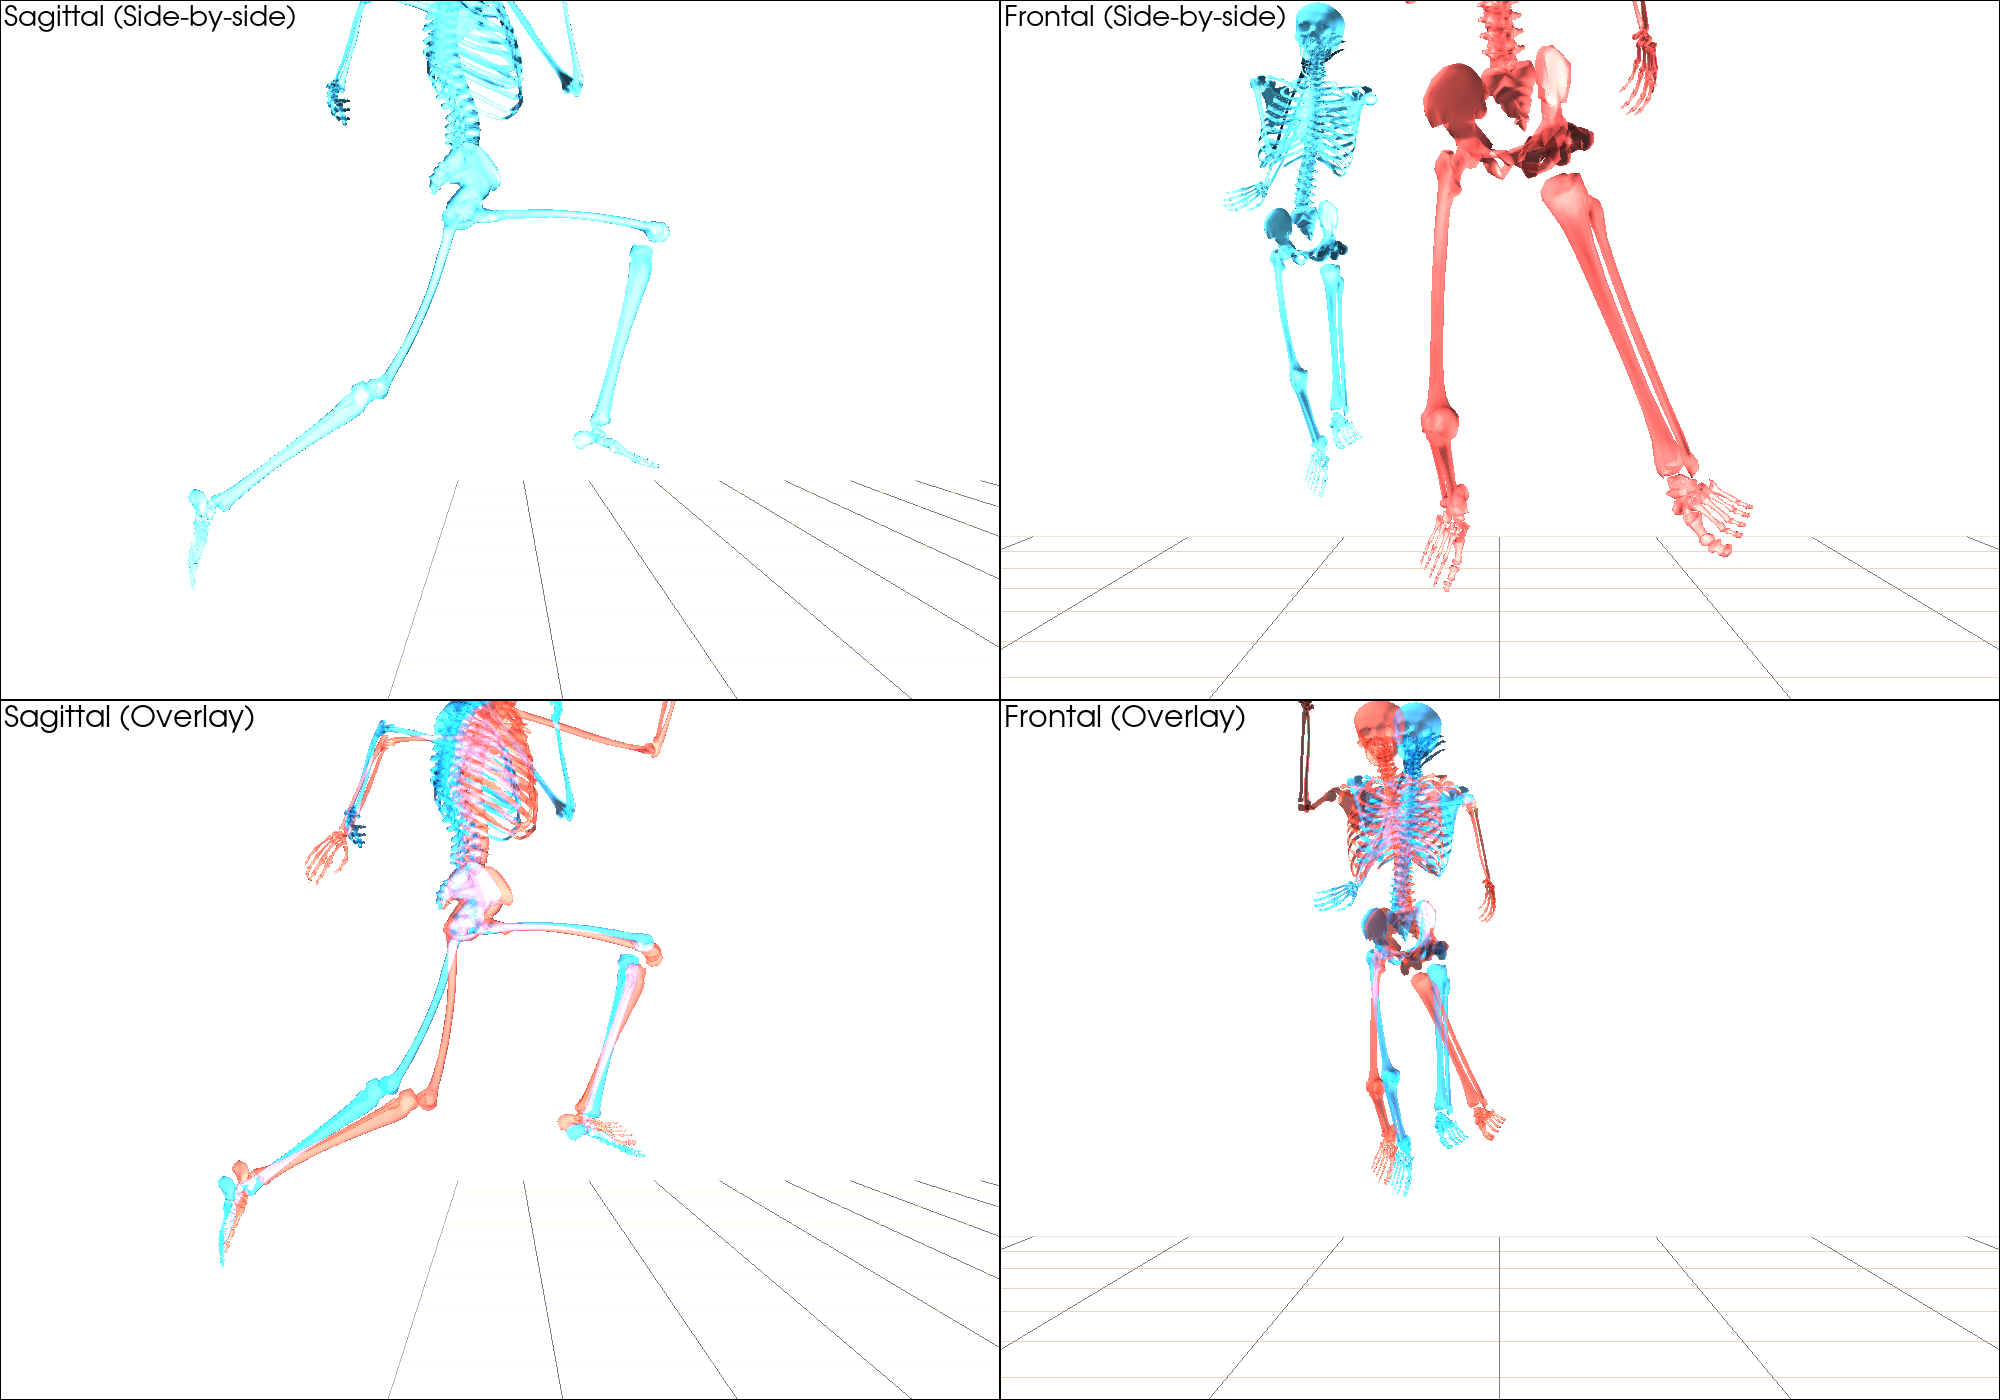 Sagittal (Side-by-side)
Frontal (Side-by-side)
Sagittal (Overlay)
Frontal (Overlay)